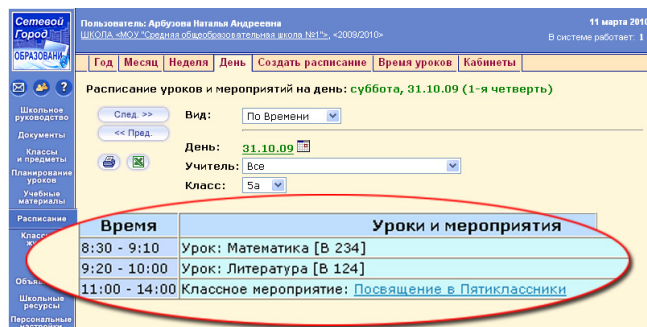 Сетевой Город
ОБРАЗОВАНИ
Пользователь: Арбузова Наталья Андреевна
ШКОЛА «МОУ "Средняя общеобразовательная школа №1"», <2009/2010>
11 марта 2010
В системе работает: 1
Год Месяц Неделя День Создать расписание Время уроков Кабинеты
Расписание уроков и мероприятий на день: суббота, 31.10.09 (1-я четверть)
След. >>
<< Пред.
Вид: По Времени
День: 31.10.09
Учитель: Все
Класс: 5а
Школьное руководство
Документы
Классы и предметы
Планирование уроков
Учебные материалы
Расписание
Школьные ресурсы
Персональные настройки
Время Уроки и мероприятия
8:30 - 9:10 Урок: Математика [В 234]
9:20 - 10:00 Урок: Литература [В 124]
11:00 - 14:00 Классное мероприятие: Посвящение в Пятиклассники